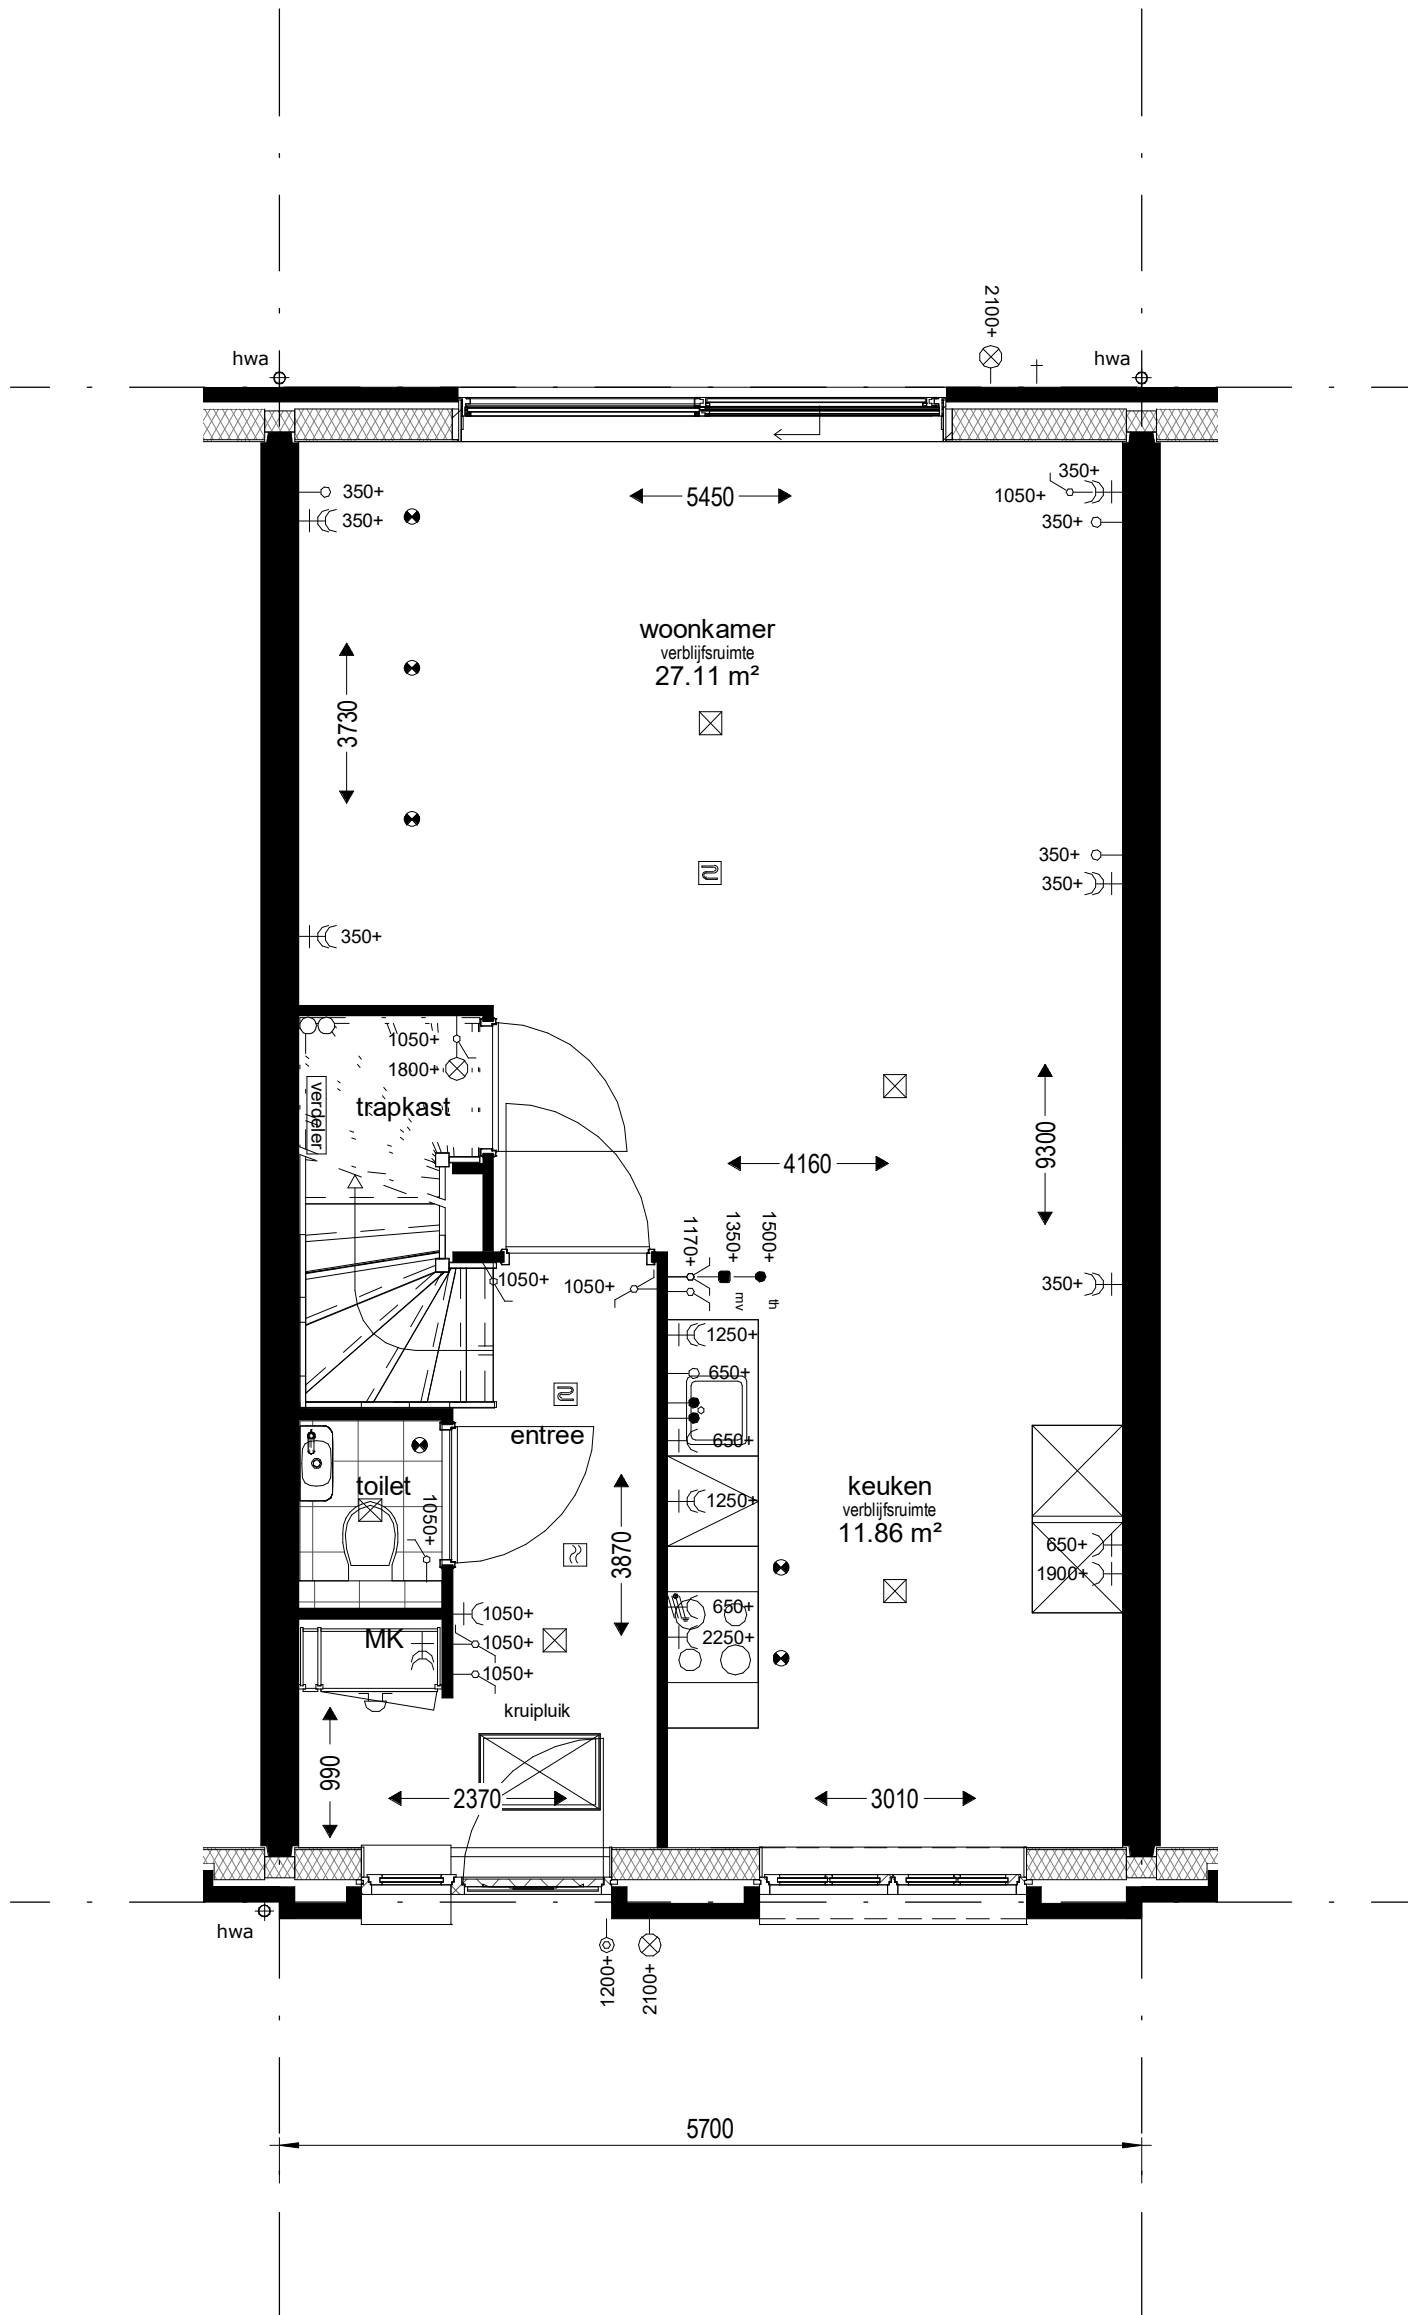 2100+
hwa
hwa
350+
5450
350+
1050+
350+
350+
woonkamer
verblijfsruimte
27.11 m²
3730
350+
350+
350+
1050+
1800+
verdeler
trapkast
4160
9300
1170+
1350+
1500+
1050+
1050+
mv
th
350+
1250+
650+
entree
650+
toilet
1050+
1250+
keuken
verblijfsruimte
11.86 m²
3870
650+
1900+
1050+
650+
MK
1050+
2250+
1050+
kruipluik
990
2370
3010
hwa
1200+
2100+
5700